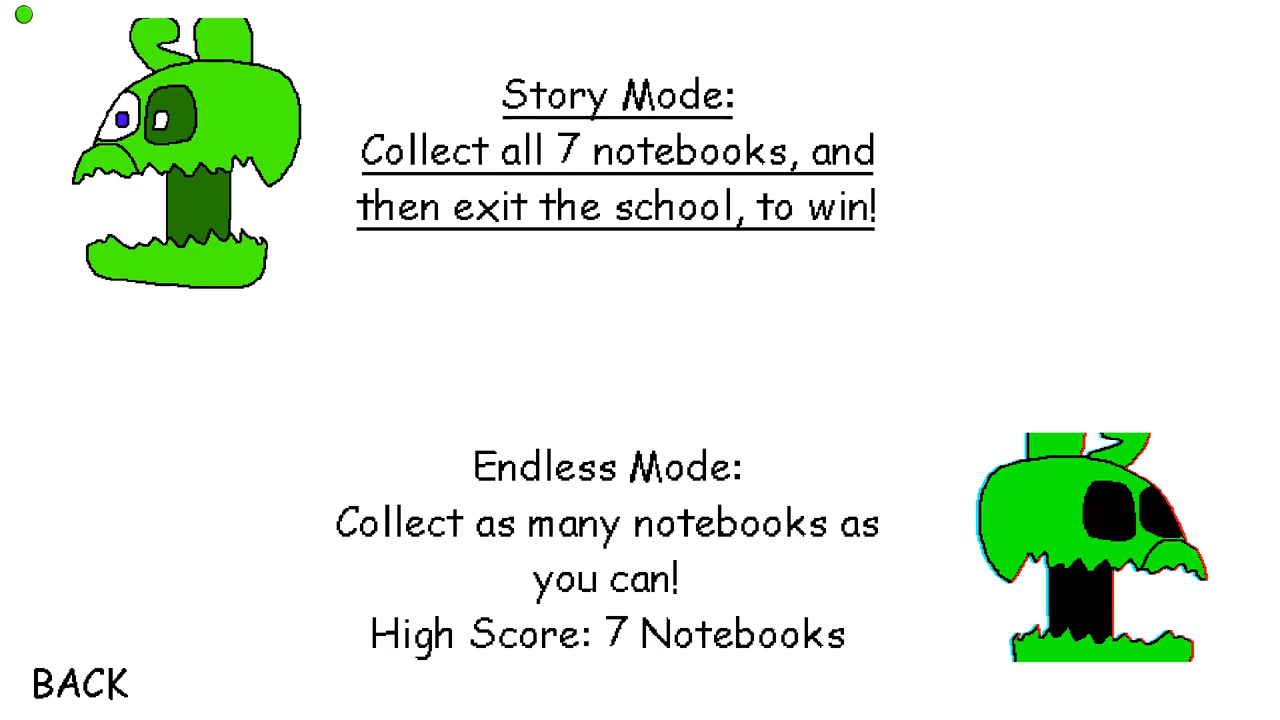 Story Mode:
Collect all 7 notebooks, and
then exit the school, to win!
Endless Mode:
Collect as many notebooks as
you can!
High Score: 7 Notebooks
BACK